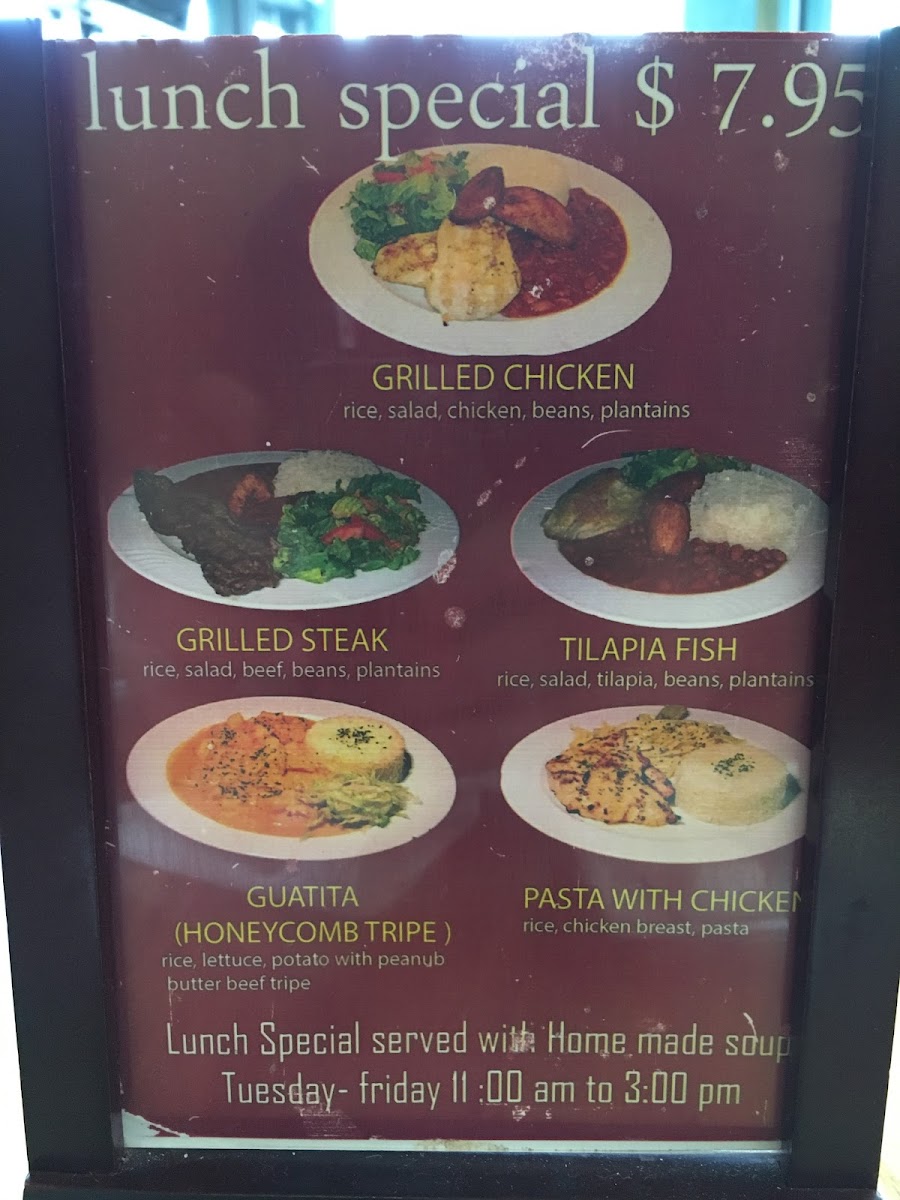 lunch special $ 7.95
GRILLED CHICKEN
rice, salad, chicken, beans, plantains
GRILLED STEAK
rice, salad, beef, beans, plantains
TILAPIA FISH
rice, salad, tilapia, beans, plantains
GUATITA
(HONEYCOMB TRIPE )
rice, lettuce, potato with peanub
butter beef tripe
PASTA WITH CHICKEN
rice, chicken breast, pasta
Lunch Special served with Home made soup
Tuesday- friday 11 :00 am to 3:00 pm